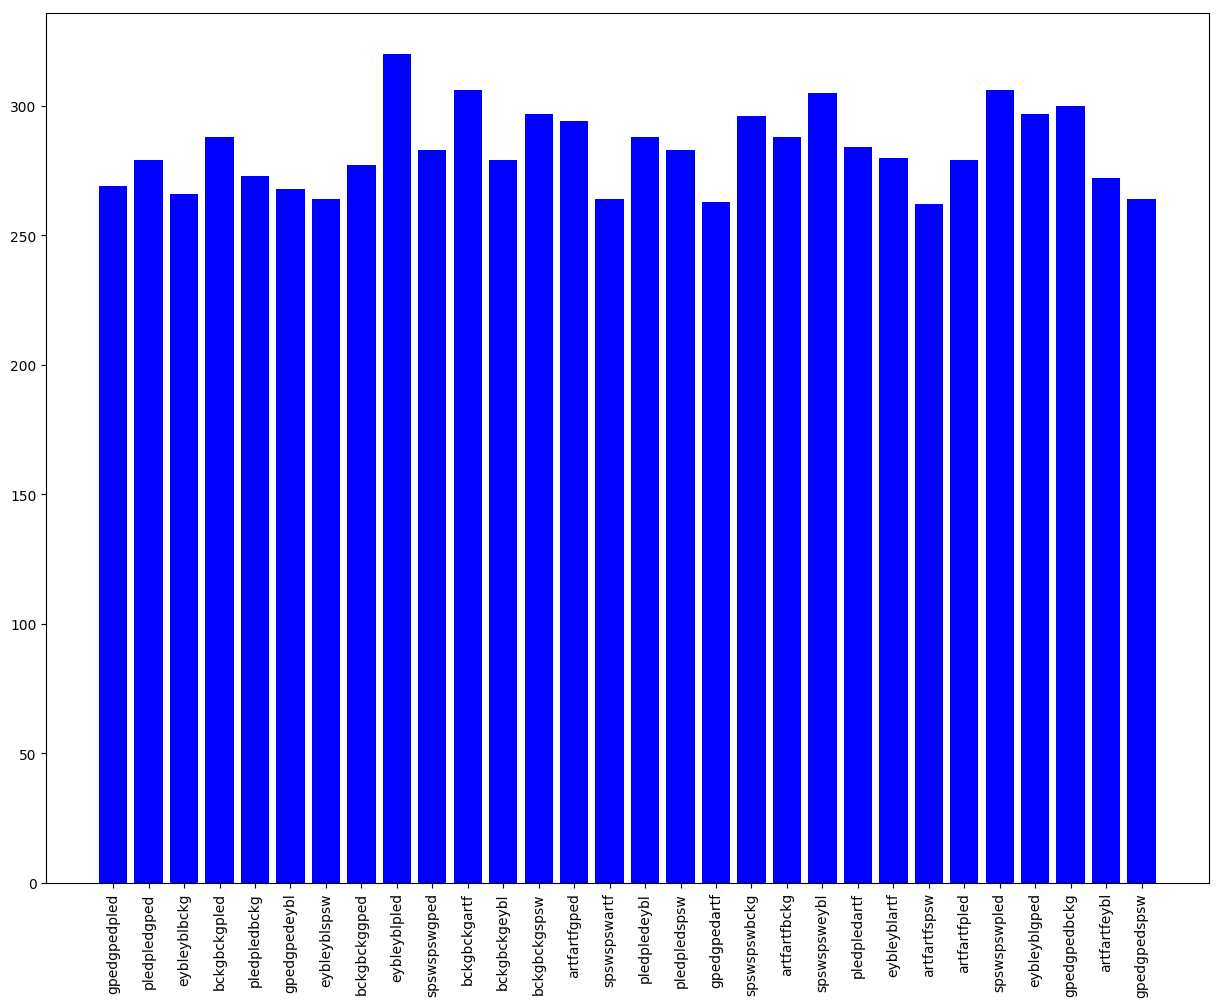 300
250
200
150
100
50
0
gpedgpedpled
pledpledgped
eybleyblbckg
bckgbckgpled
pledpledbckg
gpedgpedeybl
eybleyblspsw
bckgbckggped
eybleyblpled
spswspswgped
bckgbckgartf
bckgbckgeybl
bckgbckgspsw
artfartfgped
spswspswartf
pledpledeybl
pledpledspsw
gpedgpedartf
spswspswbckg
artfartfbckg
spswspsweybl
pledpledartf
eybleyblartf
artfartfspsw
artfartfpled
spswspswpled
eybleyblgped
gpedgpedbckg
artfartfeybl
gpedgpedspsw